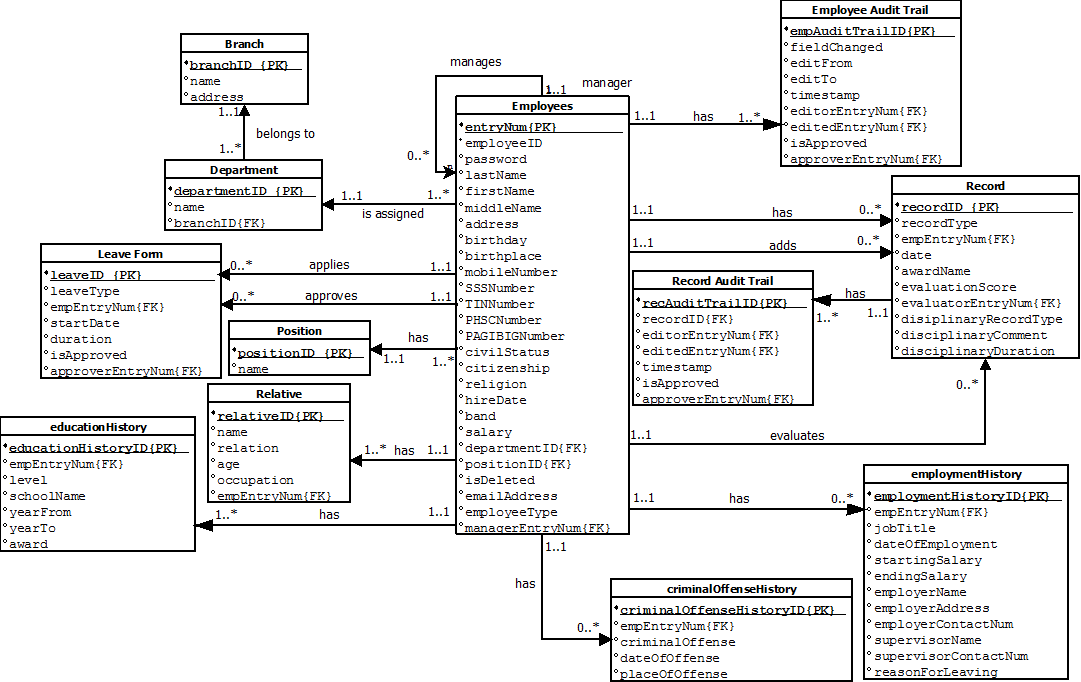 Employee Audit Trail
empAuditTrailID{PK}
fieldChanged
editFrom
editTo
timestamp
editorEntryNum{FK}
editedEntryNum{FK}
isApproved
approverEntryNum{FK}
Branch
branchID {PK}
name
address
1..1
belongs to
1..*
Department
departmentID {PK}
name
branchID{FK}
manages
manager
1..1
0..*
Employees
entryNum{PK}
employeeID
password
lastName
firstName
middleName
address
birthday
birthplace
mobileNumber
SSSNumber
TINNumber
PHSCNumber
PAGIBIGNumber
civilStatus
citizenship
religion
hireDate
band
salary
departmentID{FK}
positionID{FK}
isDeleted
emailAddress
employeeType
managerEntryNum{FK}
1..1
has
1..*
1..1
1..*
is assigned
1..1
has
0..*
1..1
adds
0..*
Record
recordID {PK}
recordType
empEntryNum{FK}
date
awardName
evaluationScore
evaluatorEntryNum{FK}
disiplinaryRecordType
disciplinaryComment
disciplinaryDuration
Leave Form
leaveID {PK}
leaveType
empEntryNum{FK}
startDate
duration
isApproved
approverEntryNum{FK}
0..*
applies
1..1
0..*
approves
1..1
Record Audit Trail
recAuditTrailID{PK}
recordID{FK}
editorEntryNum{FK}
editedEntryNum{FK}
timestamp
isApproved
approverEntryNum{FK}
has
1..*
1..1
Position
positionID {PK}
name
has
1..1
1..*
Relative
relativeID{PK}
name
relation
age
occupation
empEntryNum{FK}
1..*
has
1..1
0..*
1..1
evaluates
educationHistory
educationHistoryID{PK}
empEntryNum{FK}
level
schoolName
yearFrom
yearTo
award
1..*
has
1..1
employmentHistory
employmentHistoryID{PK}
empEntryNum{FK}
jobTitle
dateOfEmployment
startingSalary
endingSalary
employerName
employerAddress
employerContactNum
supervisorName
supervisorContactNum
reasonForLeaving
1..1
has
0..*
1..1
has
0..*
criminalOffenseHistory
criminalOffenseHistoryID{PK}
empEntryNum{FK}
criminalOffense
dateOfOffense
placeOfOffense